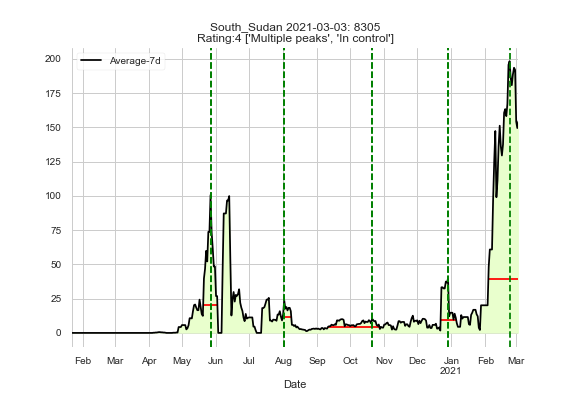 South_Sudan 2021-03-03: 8305
Rating:4 ['Multiple peaks', 'In control']
Average-7d
200
175
150
125
100
75
50
25
0
Feb Mar Apr May Jun Jul Aug Sep Oct Nov Dec Jan Feb Mar
2021
Date